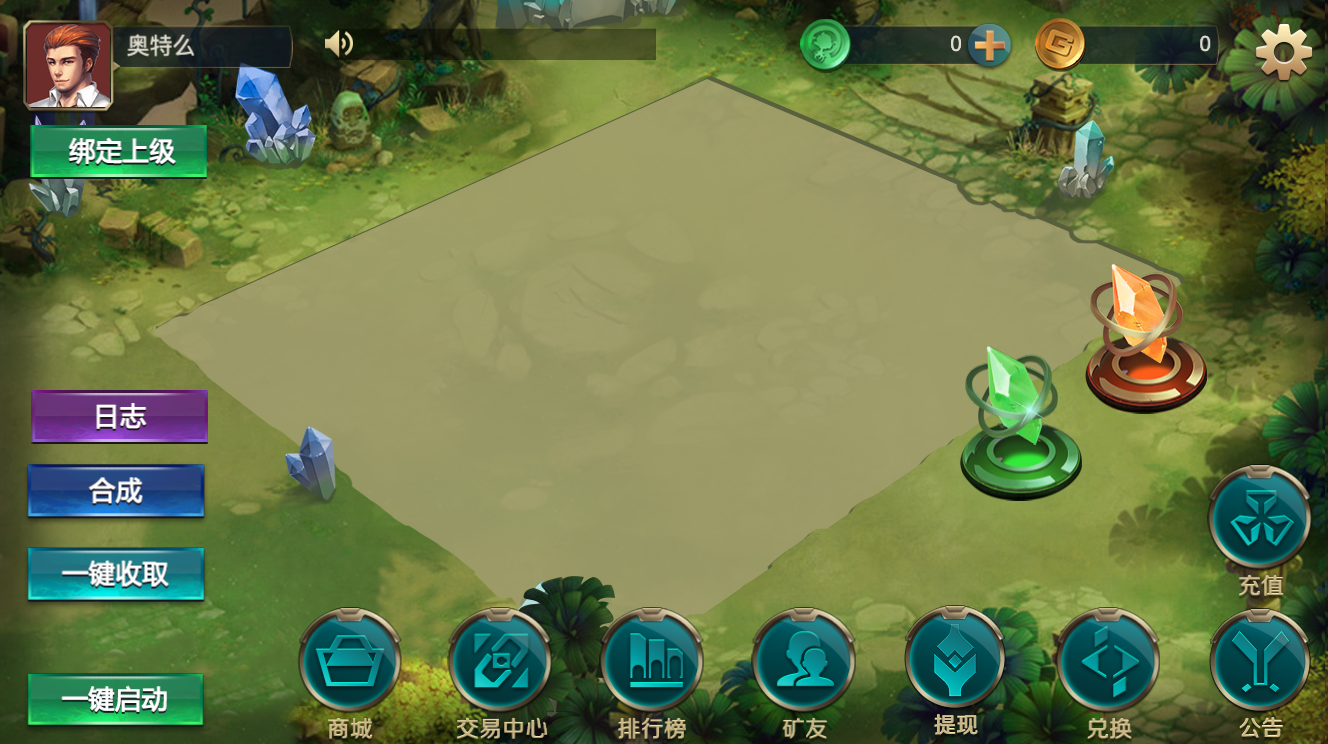 奥特么
0
0
绑定上级
日志
合成
一键收取
一键启动
充值
商城
交易中心
排行榜
矿友
提现
兑换
公告